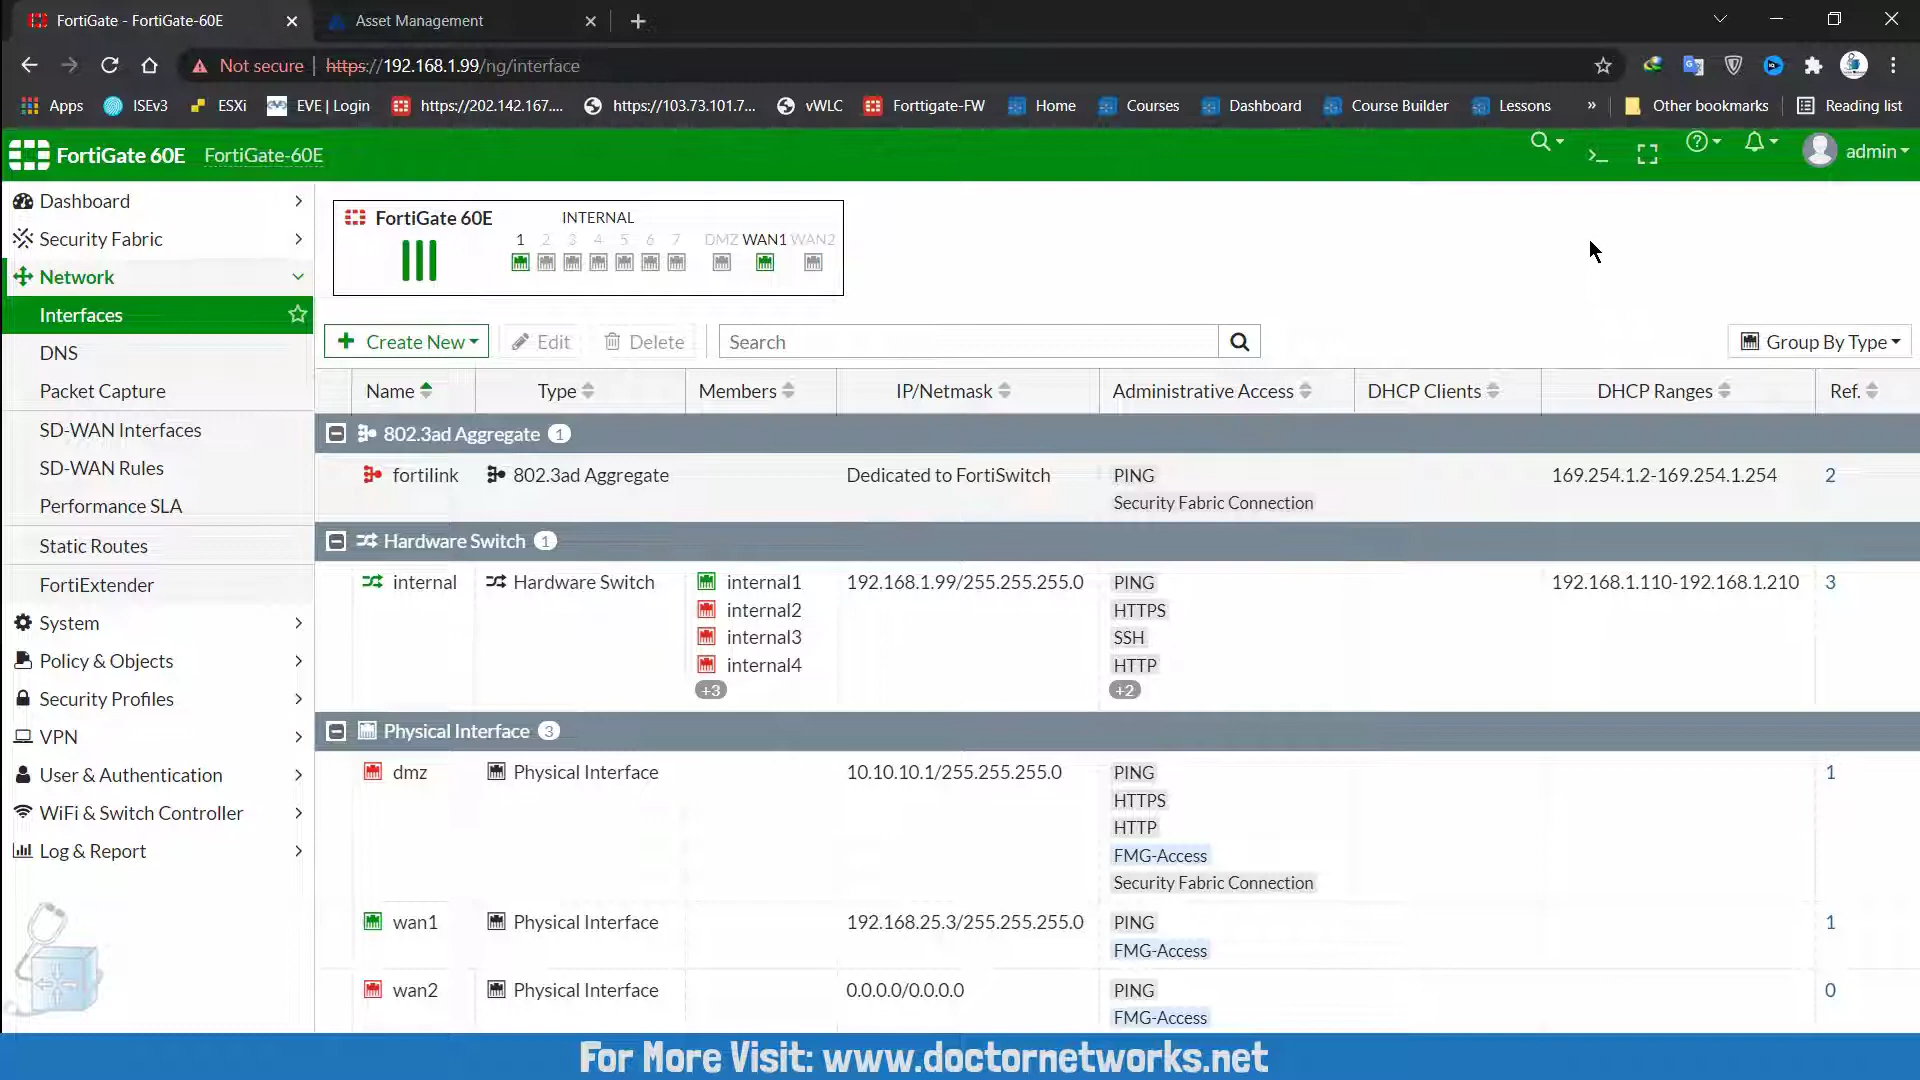 FortiGate - FortiGate-60E
Asset Management
Not secure | https://192.168.1.99/ng/interface
Apps ISEv3 ESXi EVE | Login https://202.142.167.... https://103.73.101.7... vWLC Forttigate-FW Home Courses Dashboard Course Builder Lessons » Other bookmarks Reading list
FortiGate 60E FortiGate-60E admin
Dashboard
Security Fabric
Network
Interfaces
DNS
Packet Capture
SD-WAN Interfaces
SD-WAN Rules
Performance SLA
Static Routes
FortiExtender
System
Policy & Objects
Security Profiles
VPN
User & Authentication
WiFi & Switch Controller
Log & Report
FortiGate 60E INTERNAL
1 2 3 4 5 6 7 DMZ WAN1 WAN2
Create New Edit Delete Search Group By Type
Name Type Members IP/Netmask Administrative Access DHCP Clients DHCP Ranges Ref.
802.3ad Aggregate 1
fortilink 802.3ad Aggregate Dedicated to FortiSwitch PING 169.254.1.2-169.254.1.254 2
Security Fabric Connection
Hardware Switch 1
internal Hardware Switch internal1 192.168.1.99/255.255.255.0 PING 192.168.1.110-192.168.1.210 3
internal2 HTTPS
internal3 SSH
internal4 HTTP
+3 +2
Physical Interface 3
dmz Physical Interface 10.10.10.1/255.255.255.0 PING 1
HTTPS
HTTP
FMG-Access
Security Fabric Connection
wan1 Physical Interface 192.168.25.3/255.255.255.0 PING 1
FMG-Access
wan2 Physical Interface 0.0.0.0/0.0.0.0 PING 0
FMG-Access
For More Visit: www.doctornetworks.net